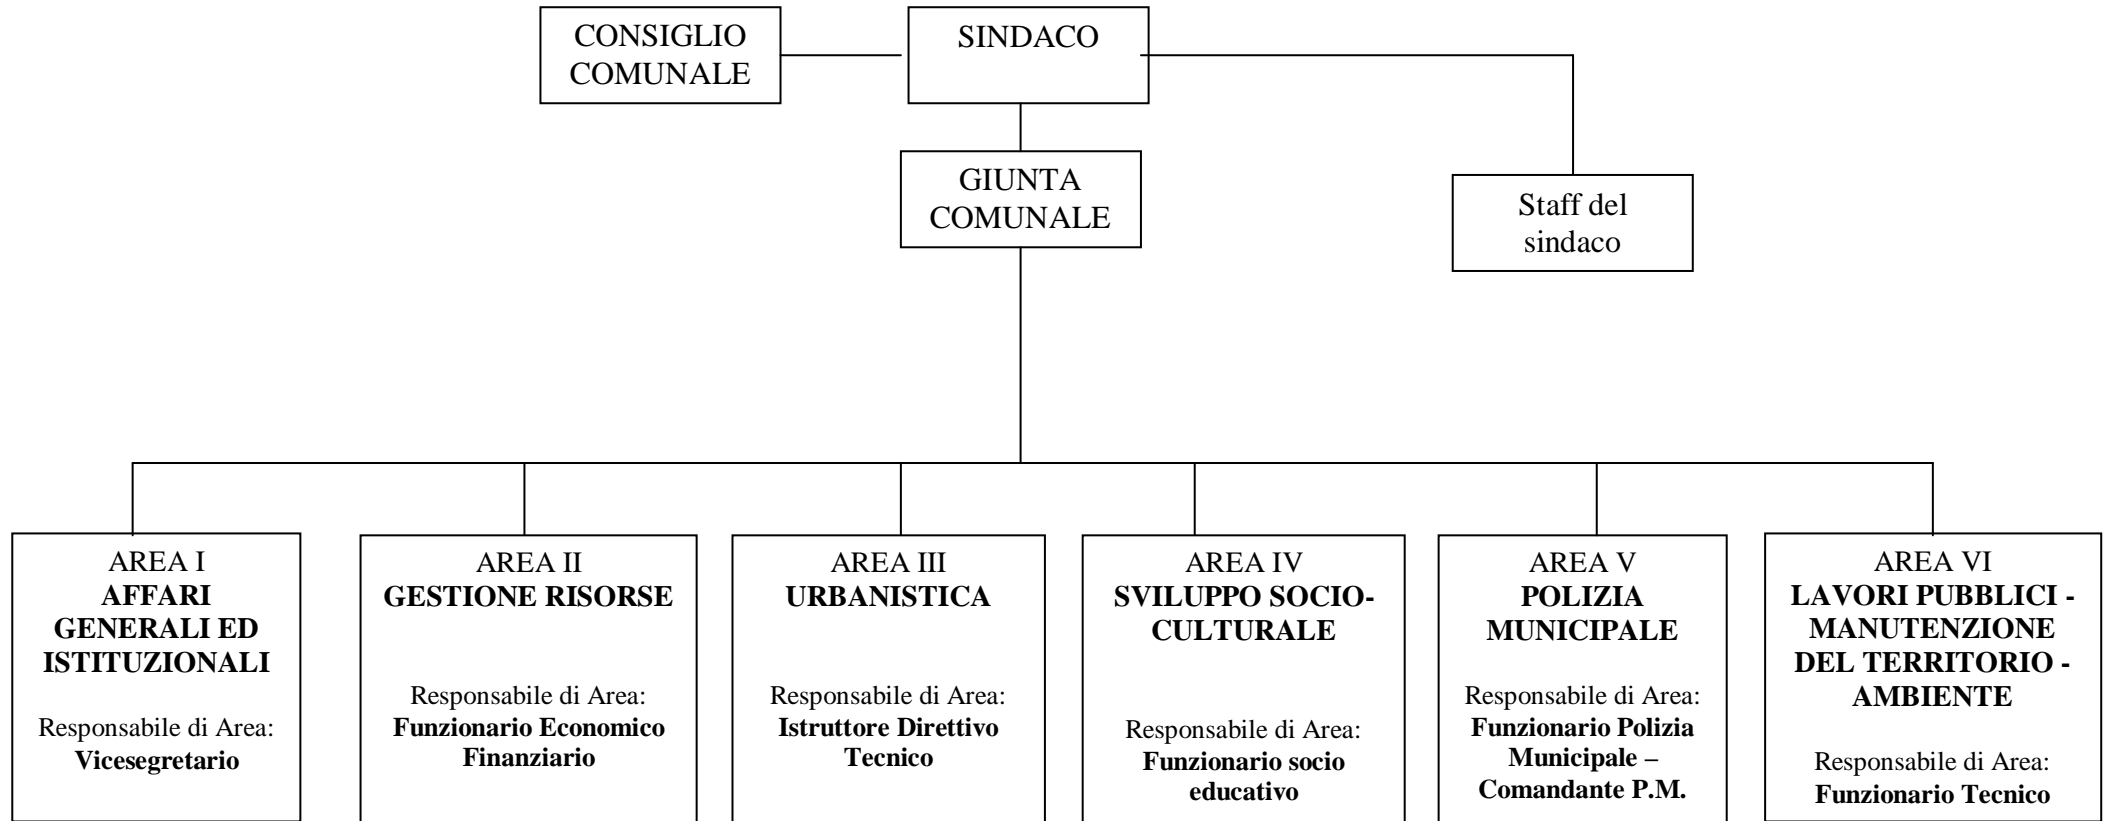 CONSIGLIO
COMUNALE
SINDACO
GIUNTA
COMUNALE
Staff del
sindaco
AREA I
AFFARI
GENERALI ED
ISTITUZIONALI
Responsabile di Area:
Vicesegretario
AREA II
GESTIONE RISORSE
Responsabile di Area:
Funzionario Economico
Finanziario
AREA III
URBANISTICA
Responsabile di Area:
Istruttore Direttivo
Tecnico
AREA IV
SVILUPPO SOCIO-
CULTURALE
Responsabile di Area:
Funzionario socio
educativo
AREA V
POLIZIA
MUNICIPALE
Responsabile di Area:
Funzionario Polizia
Municipale –
Comandante P.M.
AREA VI
LAVORI PUBBLICI -
MANUTENZIONE
DEL TERRITORIO -
AMBIENTE
Responsabile di Area:
Funzionario Tecnico